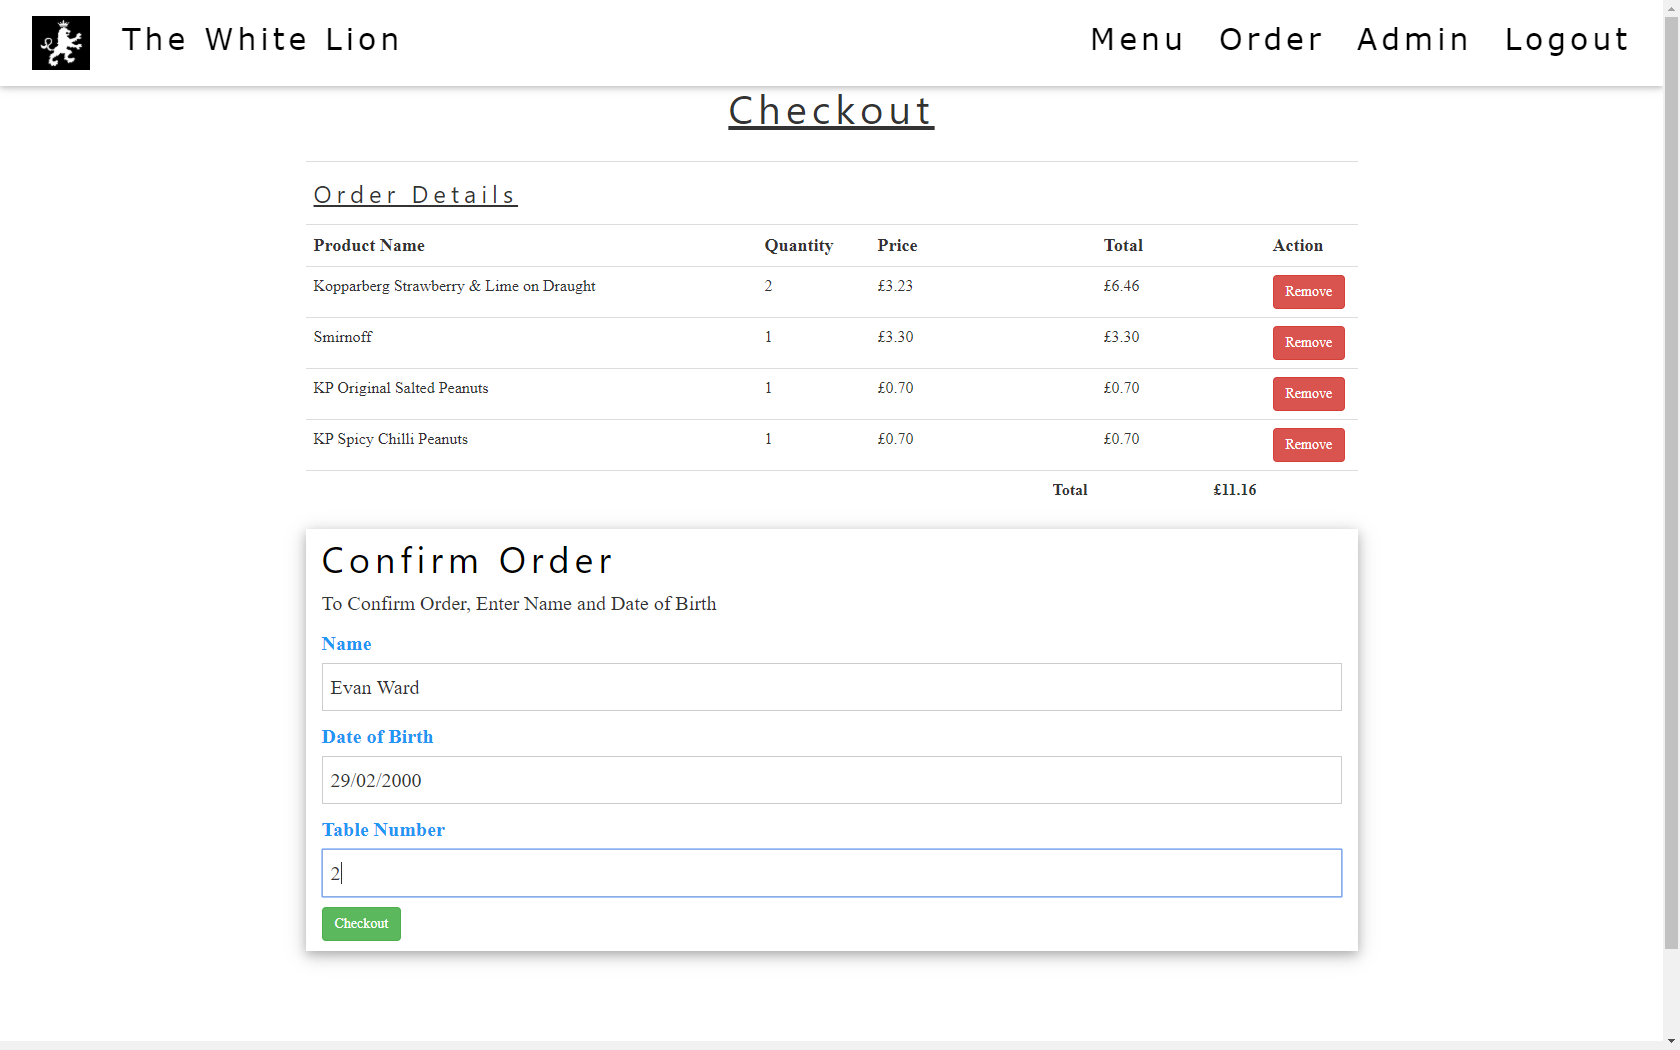 The White Lion Menu Order Admin Logout
Checkout
Order Details
Product Name Quantity Price Total Action
Kopparberg Strawberry & Lime on Draught 2 £3.23 £6.46 Remove
Smirnoff 1 £3.30 £3.30 Remove
KP Original Salted Peanuts 1 £0.70 £0.70 Remove
KP Spicy Chilli Peanuts 1 £0.70 £0.70 Remove
Total £11.16
Confirm Order
To Confirm Order, Enter Name and Date of Birth
Name
Evan Ward
Date of Birth
29/02/2000
Table Number
2
Checkout